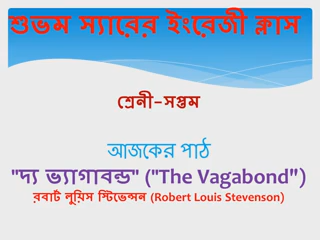 শুভম স্যারের ইংরেজী ক্লাস
শ্রেনী-সপ্তম
আজকের পাঠ
"দ্য ভ্যাগাবন্ড" ("The Vagabond")
রবার্ট লুয়িস স্টিভেন্সন (Robert Louis Stevenson)